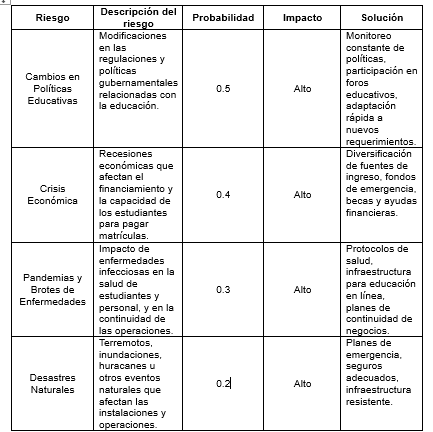 Riesgo
Descripción del
riesgo
Probabilidad
Impacto
Solución
Cambios en
Políticas
Educativas
Modificaciones
en las
regulaciones y
políticas
gubernamentales
relacionadas con
la educación.
0.5
Alto
Monitoreo
constante de
políticas,
participación en
foros
educativos,
adaptación
rápida a
nuevos
requerimientos.
Crisis
Económica
Recesiones
económicas que
afectan el
financiamiento y
la capacidad de
los estudiantes
para pagar
matrículas.
0.4
Alto
Diversificación
de fuentes de
ingreso, fondos
de emergencia,
becas y ayudas
financieras.
Pandemias y
Brotes de
Enfermedades
Impacto de
enfermedades
infecciosas en la
salud de
estudiantes y
personal, y en la
continuidad de
las operaciones.
0.3
Alto
Protocolos de
salud,
infraestructura
para educación
en línea,
planes de
continuidad de
negocios.
Desastres
Naturales
Terremotos,
inundaciones,
huracanes u
otros eventos
naturales que
afectan las
instalaciones y
operaciones.
0.2
Alto
Planes de
emergencia,
seguros
adecuados,
infraestructura
resistente.